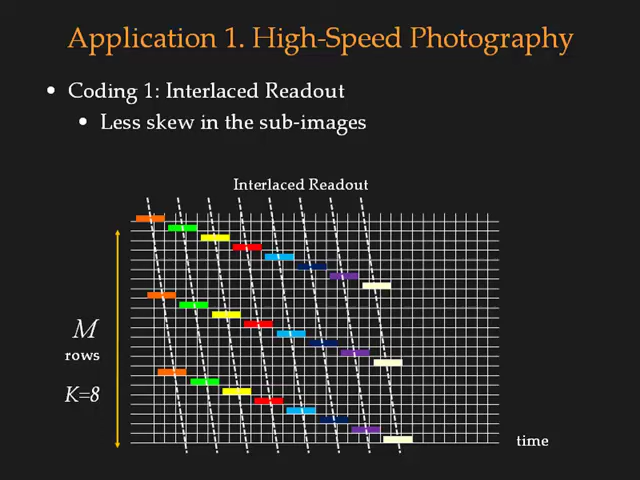 Application 1. High-Speed Photography
• Coding 1: Interlaced Readout
• Less skew in the sub-images
Interlaced Readout
M
rows
K=8
time